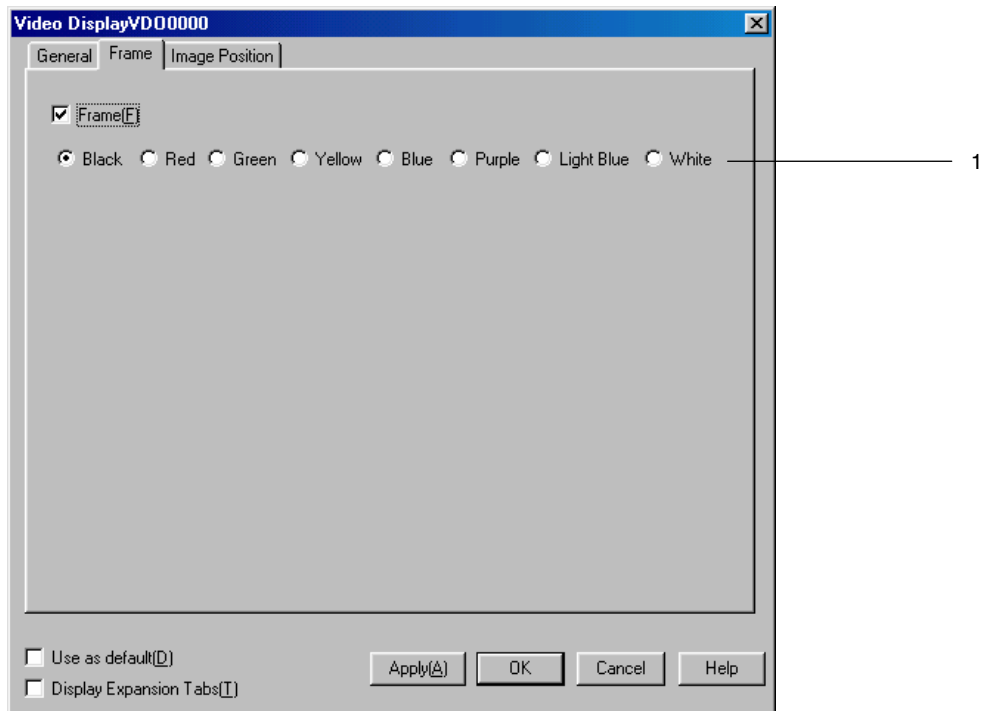 Video DisplayVDO0000
General Frame Image Position
Frame(F)
Black Red Green Yellow Blue Purple Light Blue White
1
Use as default(D)
Display Expansion Tabs(T)
Apply(A) OK Cancel Help